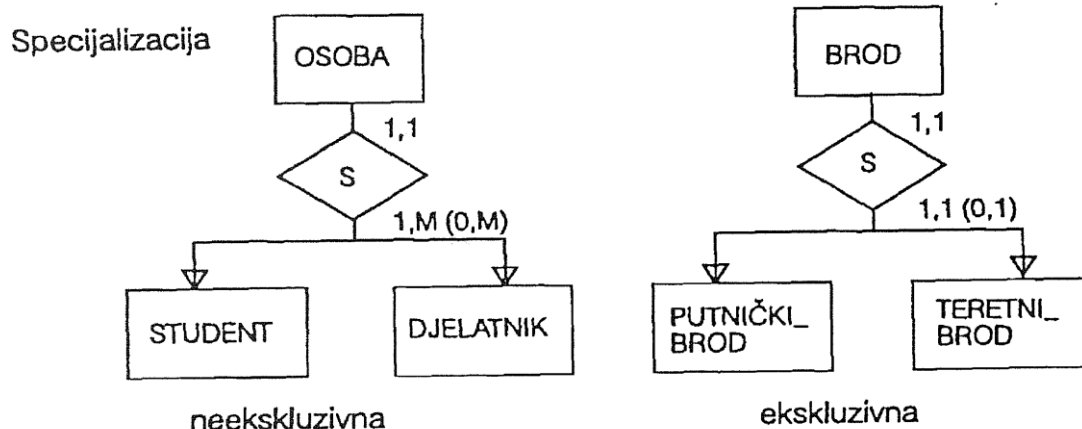 Specijalizacija
OSOBA
1,1
S
1,M (0,M)
STUDENT
DJELATNIK
neekskluzivna
BROD
1,1
S
1,1 (0,1)
PUTNIČKI_
BROD
TERETNI_
BROD
ekskluzivna